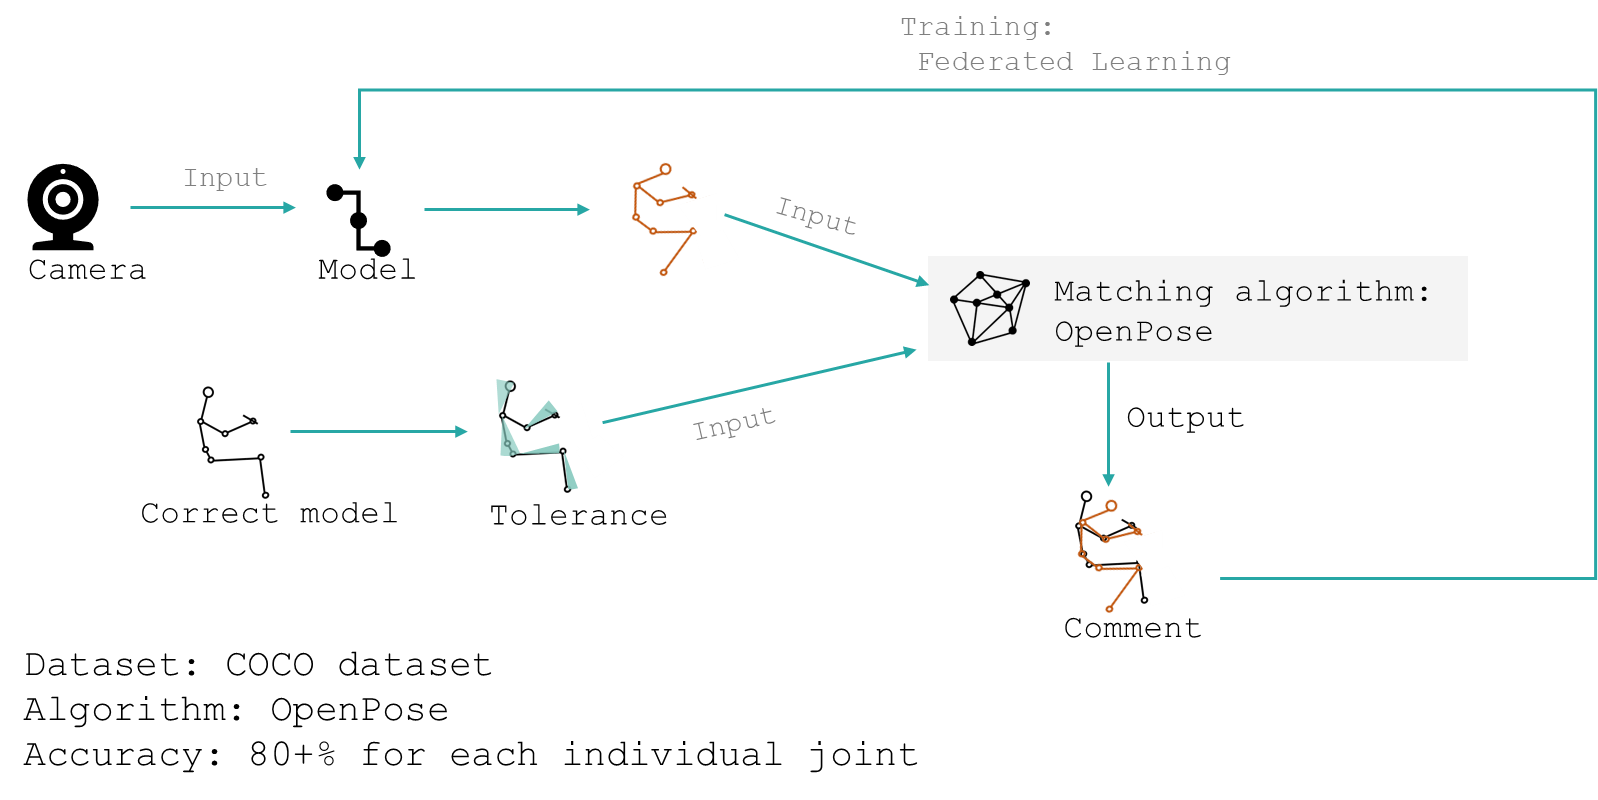 Training:
Federated Learning
Input
Camera
Model
Input
Matching algorithm:
OpenPose
Input
Output
Correct model
Tolerance
Comment
Dataset: COCO dataset
Algorithm: OpenPose
Accuracy: 80+% for each individual joint